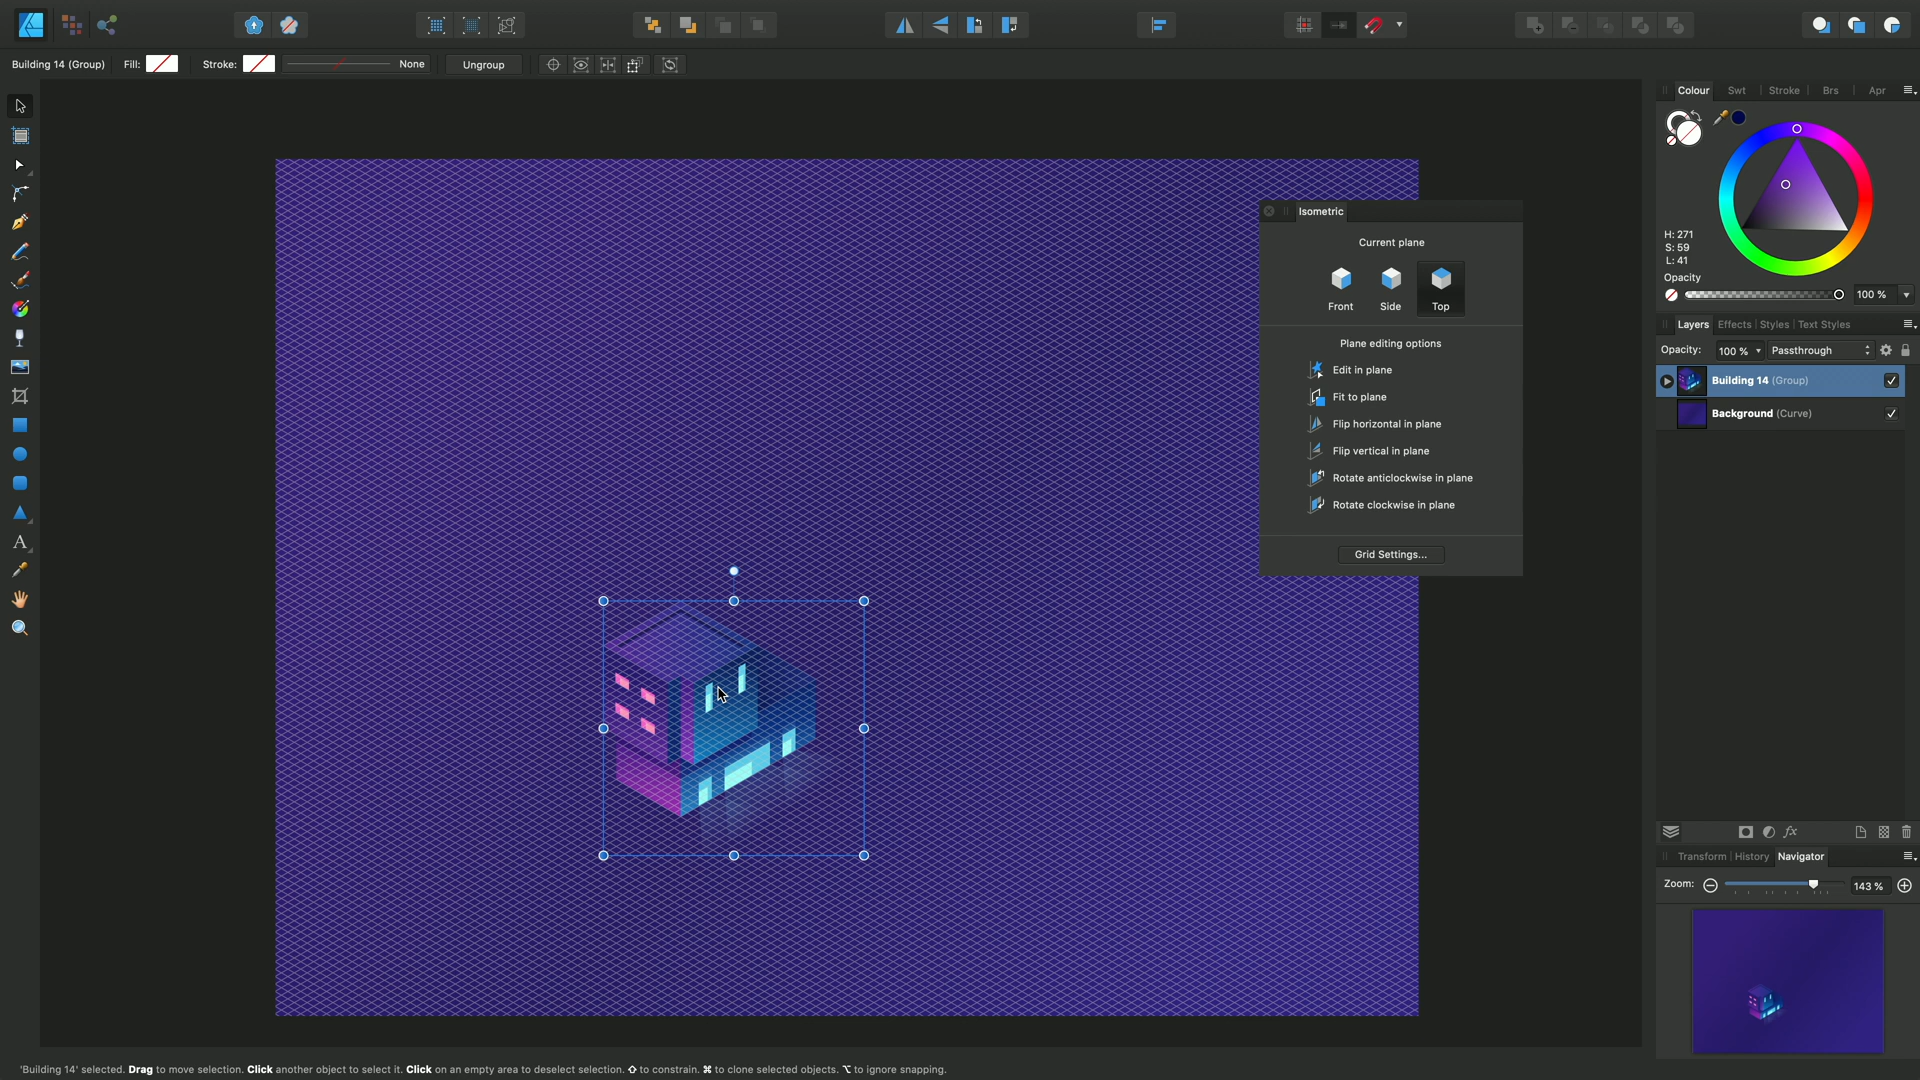 Building 14 (Group)
Fill:
Stroke:
None
Ungroup
Isometric
Current plane
Front
Side
Top
Plane editing options
Edit in plane
Fit to plane
Flip horizontal in plane
Flip vertical in plane
Rotate anticlockwise in plane
Rotate clockwise in plane
Grid Settings...
Colour
Swt
Stroke
Brs
Apr
H: 271
S: 59
L: 41
Opacity
100 %
Layers
Effects
Styles
Text Styles
Opacity:
100 %
Passthrough
Building 14 (Group)
Background (Curve)
Transform
History
Navigator
Zoom:
143 %
'Building 14' selected. Drag to move selection. Click another object to select it. Click on an empty area to deselect selection. ⇧ to constrain. ⌘ to clone selected objects. ⌥ to ignore snapping.